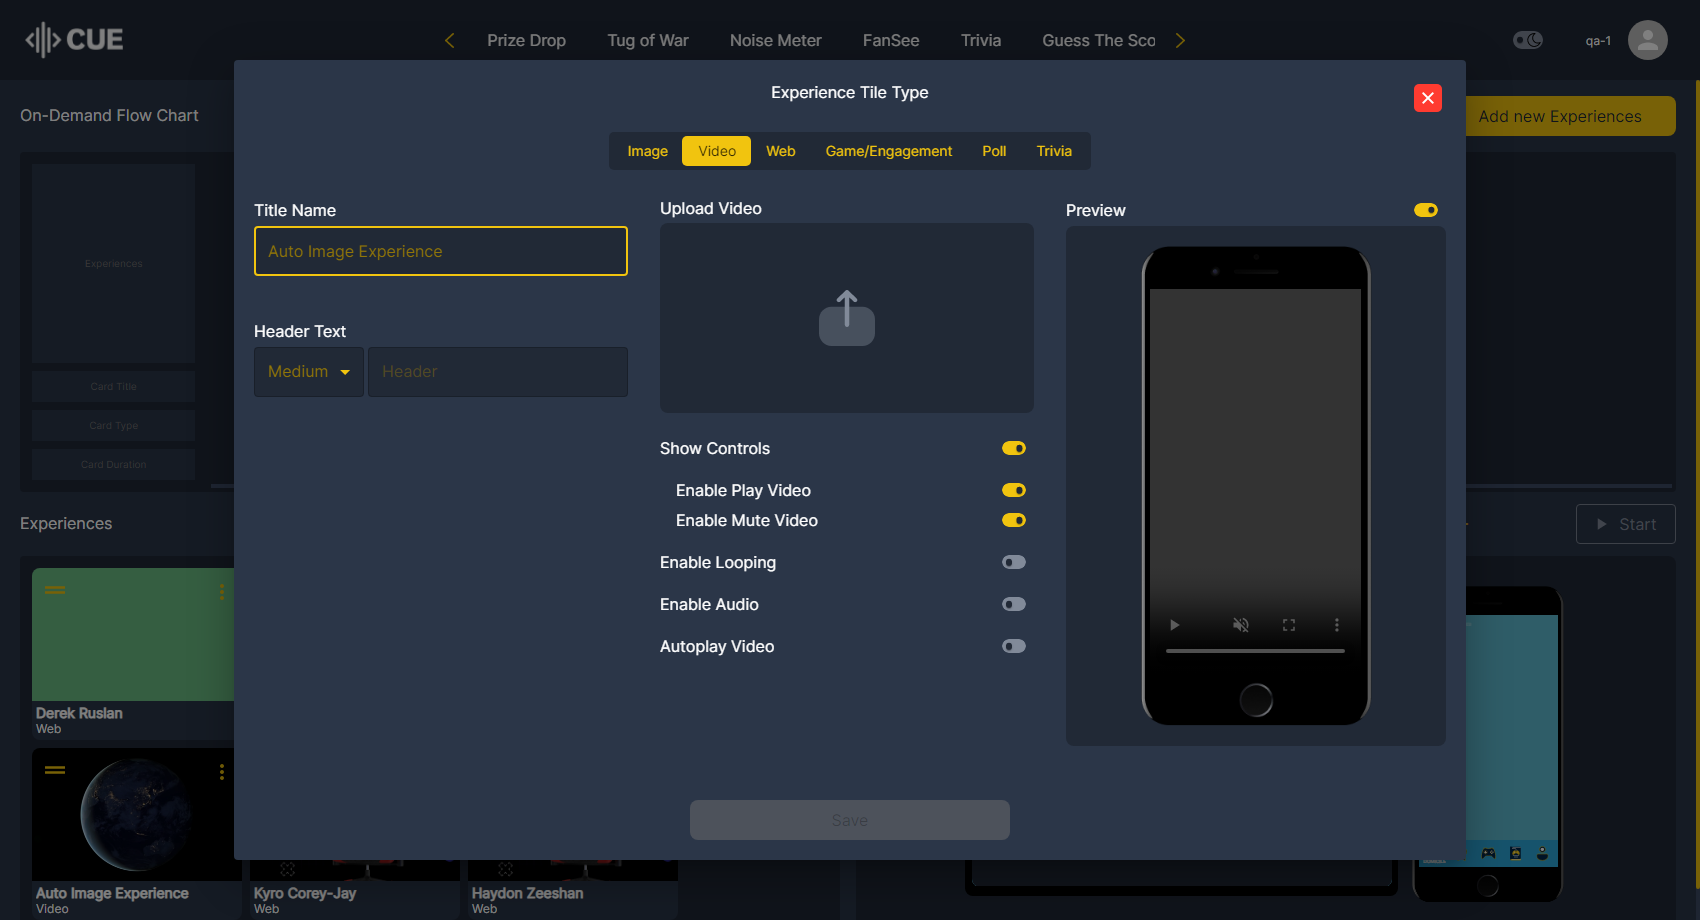 CUE
Prize Drop
Tug of War
Noise Meter
FanSee
Trivia
Guess The Sco
qa-1
On-Demand Flow Chart
Add new Experiences
Experience Tile Type
Image
Video
Web
Game/Engagement
Poll
Trivia
Title Name
Auto Image Experience
Header Text
Medium
Header
Upload Video
Show Controls
Enable Play Video
Enable Mute Video
Enable Looping
Enable Audio
Autoplay Video
Preview
Save
Experiences
Card Title
Card Type
Card Duration
Experiences
Start
Derek Ruslan
Web
Auto Image Experience
Video
Kyro Corey-Jay
Web
Haydon Zeeshan
Web